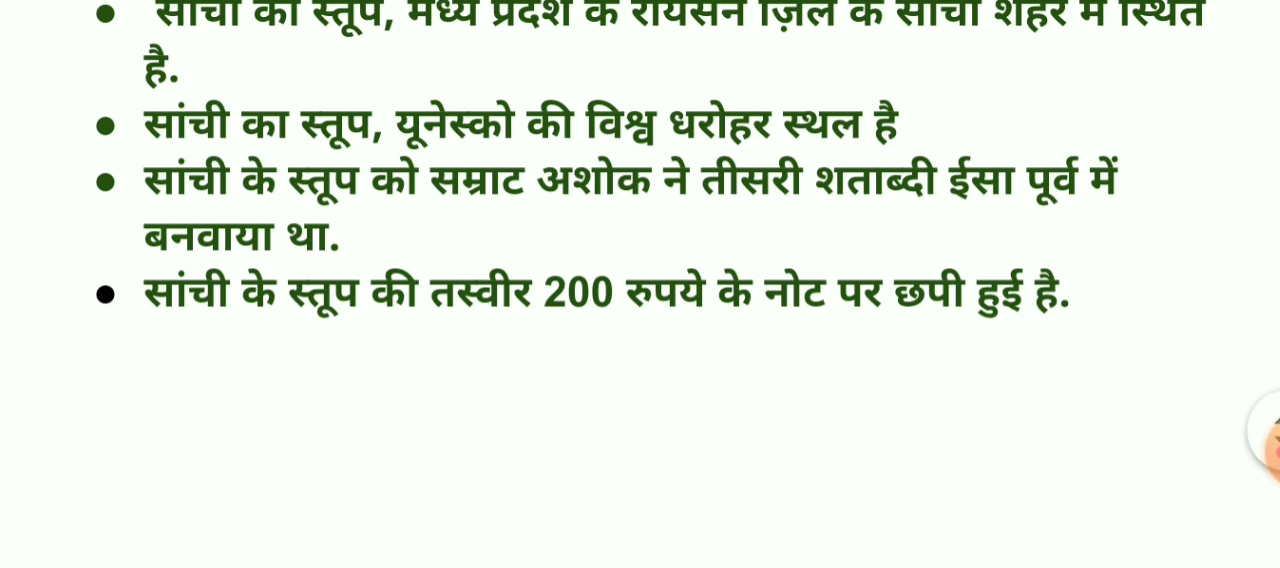 सांची का स्तूप, मध्य प्रदेश के रायसेन ज़िले के सांची शहर में स्थित
है.
सांची का स्तूप, यूनेस्को की विश्व धरोहर स्थल है
सांची के स्तूप को सम्राट अशोक ने तीसरी शताब्दी ईसा पूर्व में
बनवाया था.
सांची के स्तूप की तस्वीर 200 रुपये के नोट पर छपी हुई है.